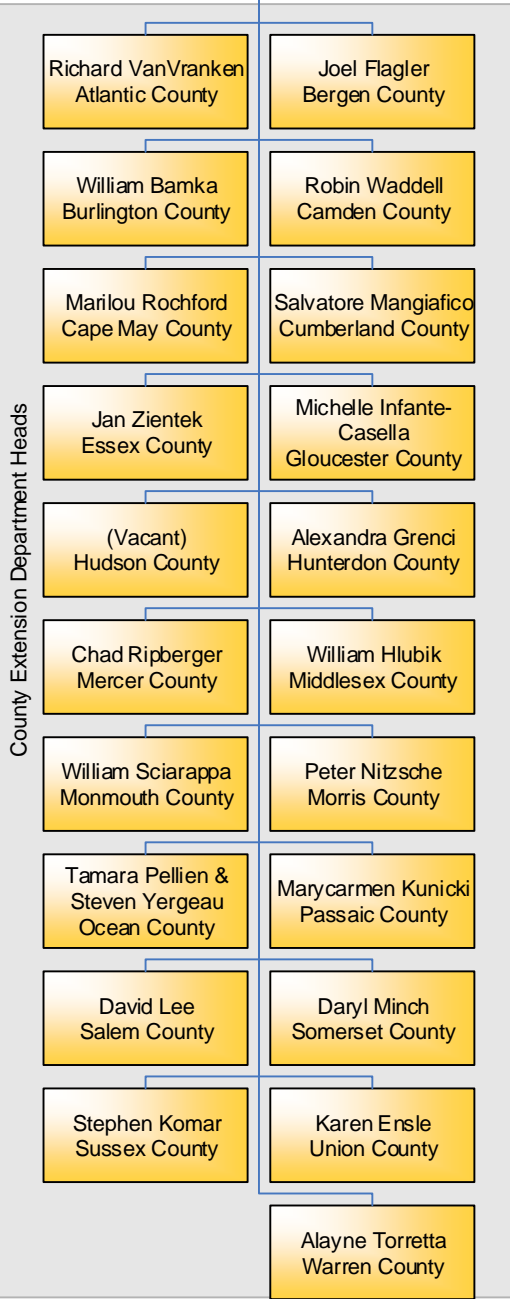 County Extension Department Heads
Richard VanVranken
Atlantic County
Joel Flagler
Bergen County
William Bamka
Burlington County
Robin Waddell
Camden County
Marilou Rochford
Cape May County
Salvatore Mangiafico
Cumberland County
Jan Zientek
Essex County
Michelle Infante-
Casella
Gloucester County
(Vacant)
Hudson County
Alexandra Grenci
Hunterdon County
Chad Ripberger
Mercer County
William Hlubik
Middlesex County
William Sciarappa
Monmouth County
Peter Nitzsche
Morris County
Tamara Pellien &
Steven Yergeau
Ocean County
Marycarmen Kunicki
Passaic County
David Lee
Salem County
Daryl Minch
Somerset County
Stephen Komar
Sussex County
Karen Ensle
Union County
Alayne Torretta
Warren County